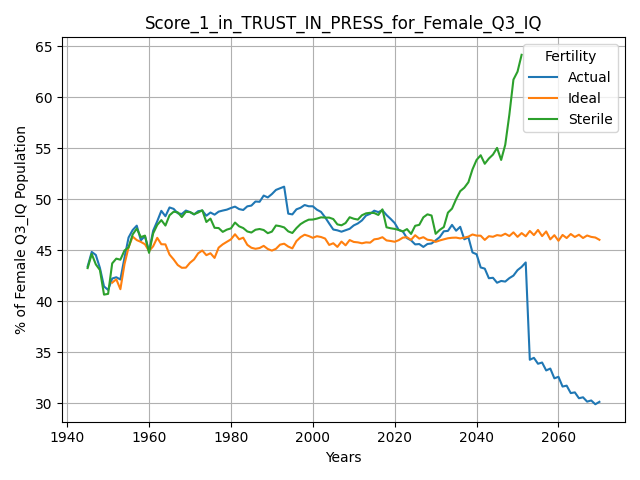 Score_1_in_TRUST_IN_PRESS_for_Female_Q3_IQ
% of Female Q3_IQ Population
65
60
55
50
45
40
35
30
Fertility
Actual
Ideal
Sterile
1940 1960 1980 2000 2020 2040 2060
Years